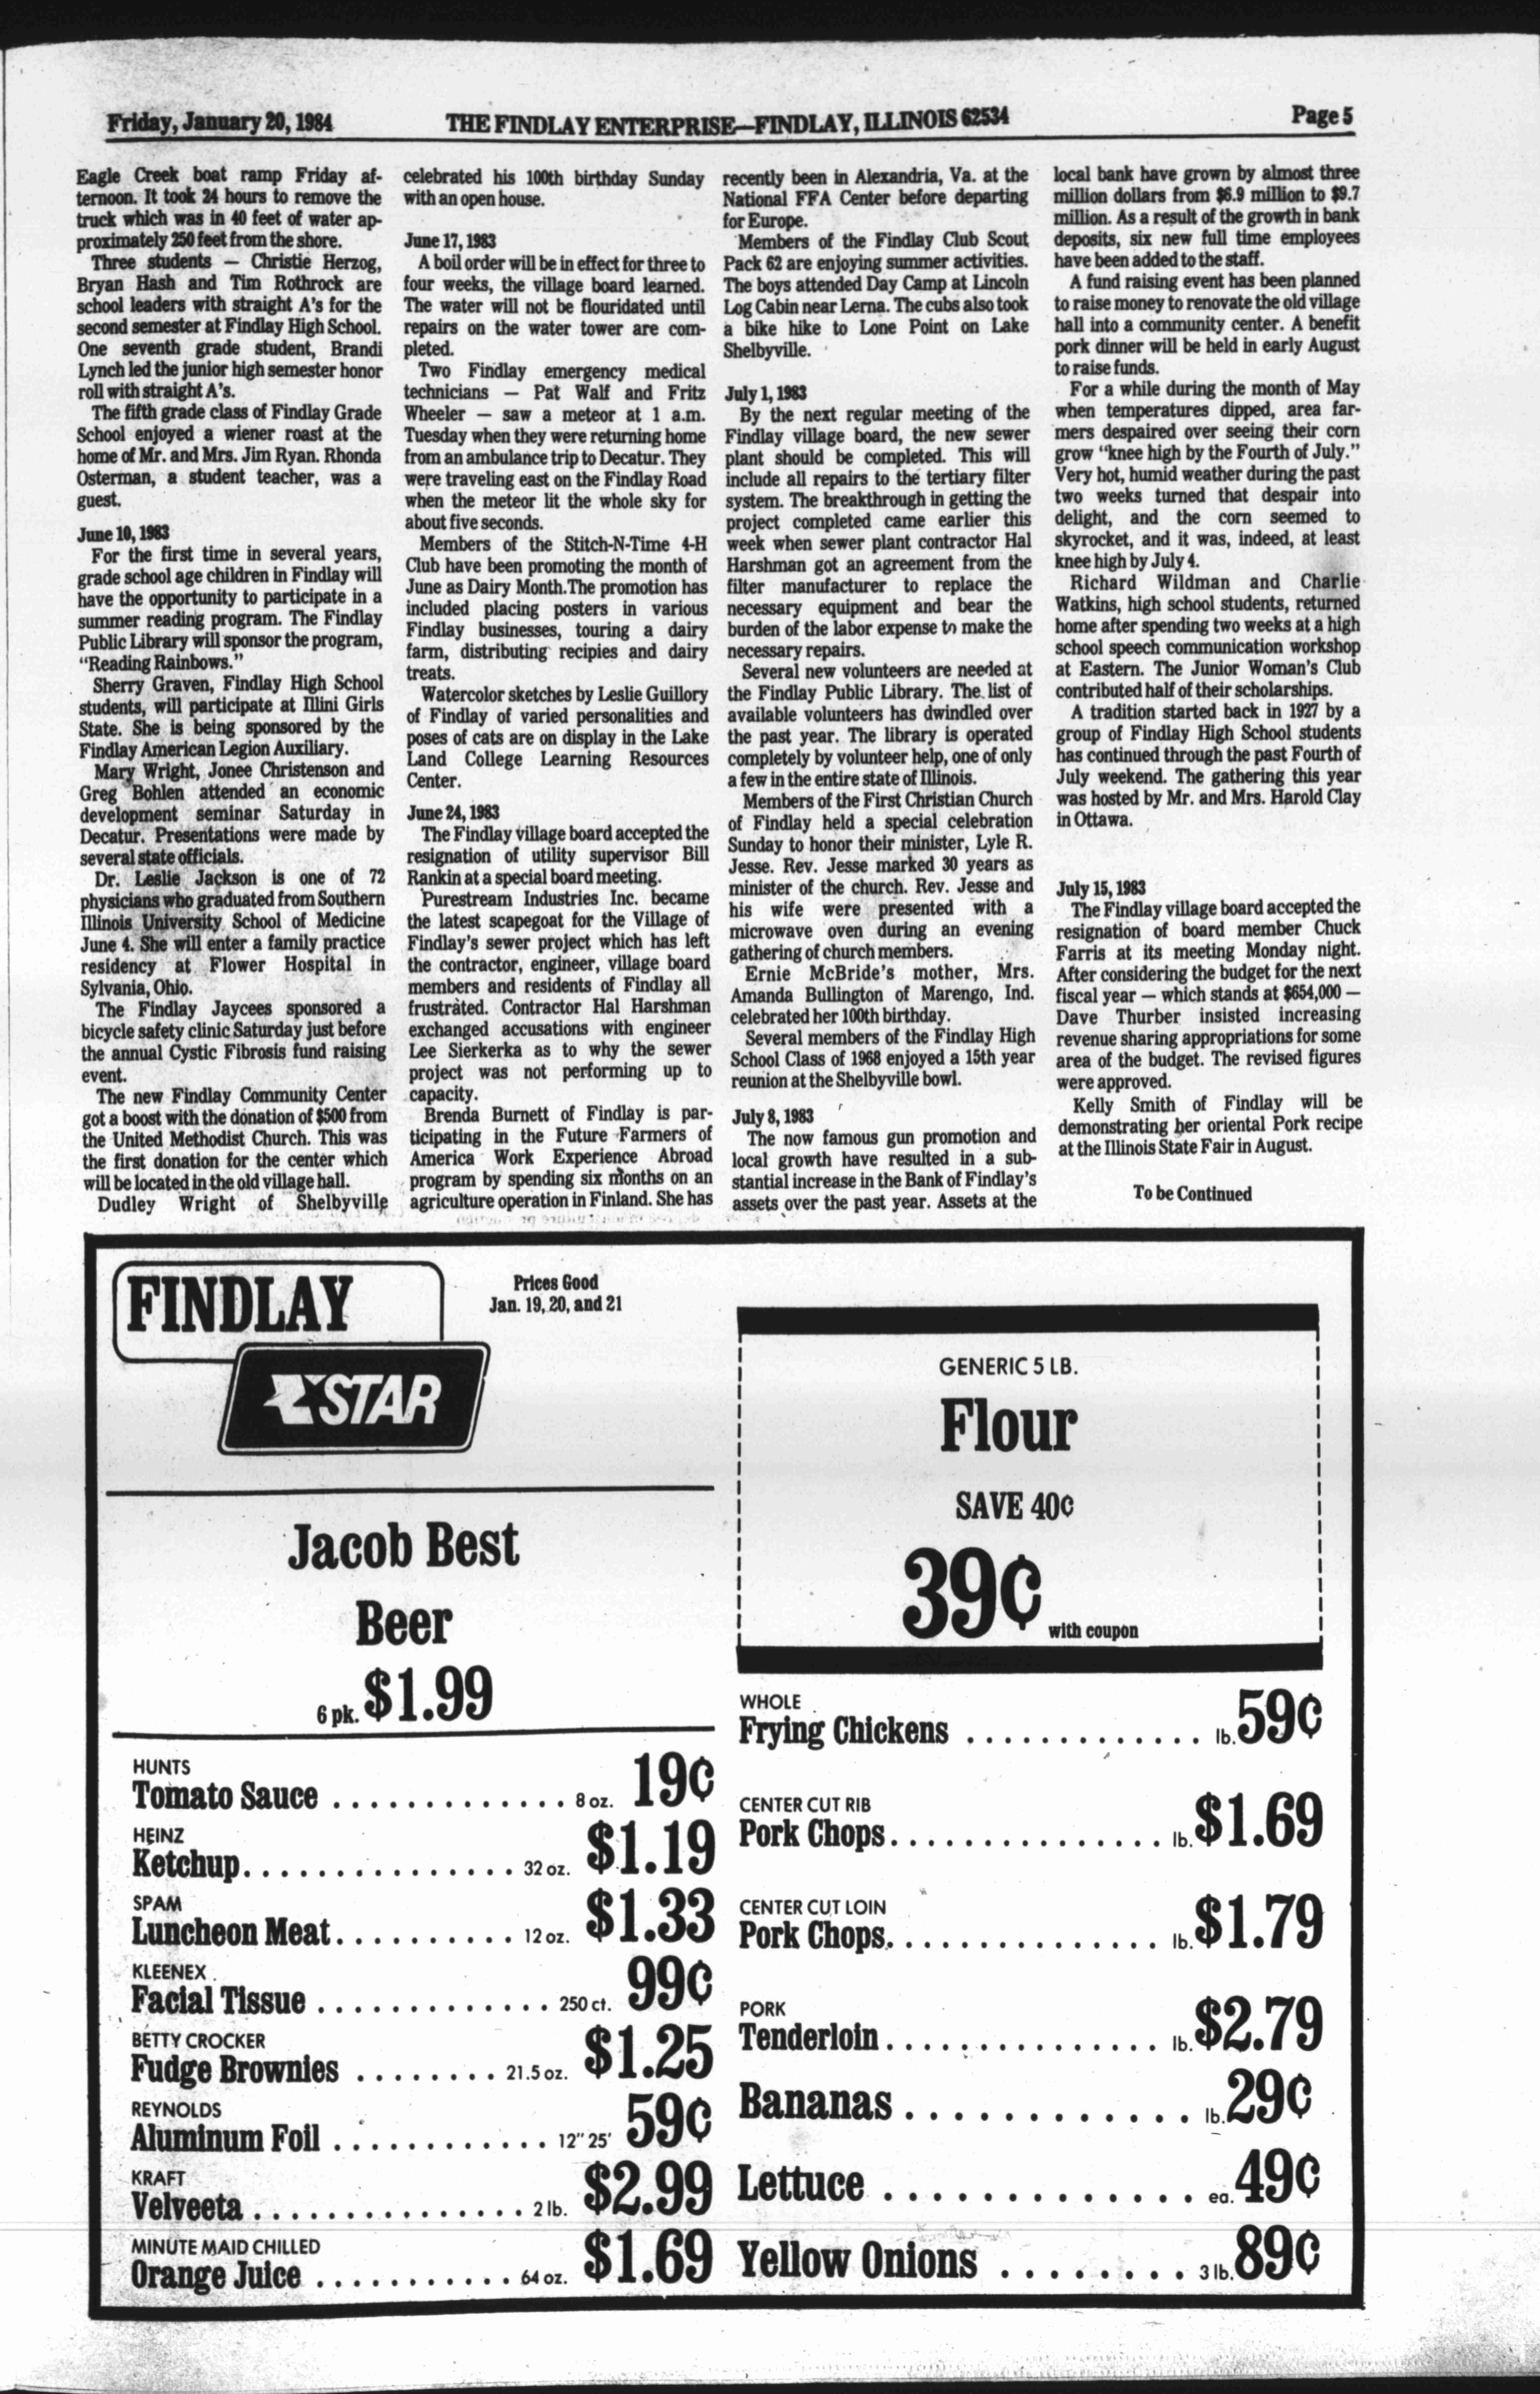 Friday, January 20, 1984
THE FINDLAY ENTERPRISE—FINDLAY, ILLINOIS 62534
Page 5
Eagle Creek boat ramp Friday af-
ternoon. It took 24 hours to remove the
truck which was in 40 feet of water ap-
proximately 250 feet from the shore.
Three students — Christie Herzog,
Bryan Hash and Tim Rothrock are
school leaders with straight A's for the
second semester at Findlay High School.
One seventh grade student, Brandi
Lynch led the junior high semester honor
roll with straight A's.
The fifth grade class of Findlay Grade
School enjoyed a wiener roast at the
home of Mr. and Mrs. Jim Ryan. Rhonda
Osterman, a student teacher, was a
guest.
June 10, 1983
For the first time in several years,
grade school age children in Findlay will
have the opportunity to participate in a
summer reading program. The Findlay
Public Library will sponsor the program,
"Reading Rainbows."
Sherry Graven, Findlay High School
students, will participate at Illini Girls
State. She is being sponsored by the
Findlay American Legion Auxiliary.
Mary Wright, Jonee Christenson and
Greg Bohlen attended an economic
development seminar Saturday in
Decatur. Presentations were made by
several state officials.
Dr. Leslie Jackson is one of 72
physicians who graduated from Southern
Illinois University School of Medicine
June 4. She will enter a family practice
residency at Flower Hospital in
Sylvania, Ohio.
The Findlay Jaycees sponsored a
bicycle safety clinic Saturday just before
the annual Cystic Fibrosis fund raising
event.
The new Findlay Community Center
got a boost with the donation of $500 from
the United Methodist Church. This was
the first donation for the center which
will be located in the old village hall.
Dudley Wright of Shelbyville
celebrated his 100th birthday Sunday
with an open house.
June 17, 1983
A boil order will be in effect for three to
four weeks, the village board learned.
The water will not be flouridated until
repairs on the water tower are com-
pleted.
Two Findlay emergency medical
technicians — Pat Walf and Fritz
Wheeler — saw a meteor at 1 a.m.
Tuesday when they were returning home
from an ambulance trip to Decatur. They
were traveling east on the Findlay Road
when the meteor lit the whole sky for
about five seconds.
Members of the Stitch-N-Time 4-H
Club have been promoting the month of
June as Dairy Month.The promotion has
included placing posters in various
Findlay businesses, touring a dairy
farm, distributing recipies and dairy
treats.
Watercolor sketches by Leslie Guillory
of Findlay of varied personalities and
poses of cats are on display in the Lake
Land College Learning Resources
Center.
June 24, 1983
The Findlay village board accepted the
resignation of utility supervisor Bill
Rankin at a special board meeting.
Purestream Industries Inc. became
the latest scapegoat for the Village of
Findlay's sewer project which has left
the contractor, engineer, village board
members and residents of Findlay all
frustrated. Contractor Hal Harshman
exchanged accusations with engineer
Lee Sierkerka as to why the sewer
project was not performing up to
capacity.
Brenda Burnett of Findlay is par-
ticipating in the Future Farmers of
America Work Experience Abroad
program by spending six months on an
agriculture operation in Finland. She has
recently been in Alexandria, Va. at the
National FFA Center before departing
for Europe.
Members of the Findlay Club Scout
Pack 62 are enjoying summer activities.
The boys attended Day Camp at Lincoln
Log Cabin near Lerna. The cubs also took
a bike hike to Lone Point on Lake
Shelbyville.
July 1, 1983
By the next regular meeting of the
Findlay village board, the new sewer
plant should be completed. This will
include all repairs to the tertiary filter
system. The breakthrough in getting the
project completed came earlier this
week when sewer plant contractor Hal
Harshman got an agreement from the
filter manufacturer to replace the
necessary equipment and bear the
burden of the labor expense to make the
necessary repairs.
Several new volunteers are needed at
the Findlay Public Library. The list of
available volunteers has dwindled over
the past year. The library is operated
completely by volunteer help, one of only
a few in the entire state of Illinois.
Members of the First Christian Church
of Findlay held a special celebration
Sunday to honor their minister, Lyle R.
Jesse. Rev. Jesse marked 30 years as
minister of the church. Rev. Jesse and
his wife were presented with a
microwave oven during an evening
gathering of church members.
Ernie McBride's mother, Mrs.
Amanda Bullington of Marengo, Ind.
celebrated her 100th birthday.
Several members of the Findlay High
School Class of 1968 enjoyed a 15th year
reunion at the Shelbyville bowl.
July 8, 1983
The now famous gun promotion and
local growth have resulted in a sub-
stantial increase in the Bank of Findlay's
assets over the past year. Assets at the
local bank have grown by almost three
million dollars from $6.9 million to $9.7
million. As a result of the growth in bank
deposits, six new full time employees
have been added to the staff.
A fund raising event has been planned
to raise money to renovate the old village
hall into a community center. A benefit
pork dinner will be held in early August
to raise funds.
For a while during the month of May
when temperatures dipped, area far-
mers despaired over seeing their corn
grow "knee high by the Fourth of July."
Very hot, humid weather during the past
two weeks turned that despair into
delight, and the corn seemed to
skyrocket, and it was, indeed, at least
knee high by July 4.
Richard Wildman and Charlie
Watkins, high school students, returned
home after spending two weeks at a high
school speech communication workshop
at Eastern. The Junior Woman's Club
contributed half of their scholarships.
A tradition started back in 1927 by a
group of Findlay High School students
has continued through the past Fourth of
July weekend. The gathering this year
was hosted by Mr. and Mrs. Harold Clay
in Ottawa.
July 15, 1983
The Findlay village board accepted the
resignation of board member Chuck
Farris at its meeting Monday night.
After considering the budget for the next
fiscal year — which stands at $654,000 —
Dave Thurber insisted increasing
revenue sharing appropriations for some
area of the budget. The revised figures
were approved.
Kelly Smith of Findlay will be
demonstrating her oriental Pork recipe
at the Illinois State Fair in August.
To be Continued
FINDLAY
STAR
Prices Good
Jan. 19, 20, and 21
Jacob Best
Beer
6 pk. $1.99
HUNTS
Tomato Sauce ............. 8 oz. 19¢
HEINZ
Ketchup............... 32 oz. $1.19
SPAM
Luncheon Meat.......... 12 oz. $1.33
KLEENEX
Facial Tissue ............. 250 ct. 99¢
BETTY CROCKER
Fudge Brownies ........ 21.5 oz. $1.25
REYNOLDS
Aluminum Foil ............ 12" 25' 59¢
KRAFT
Velveeta............... 2 lb. $2.99
MINUTE MAID CHILLED
Orange Juice ........... 64 oz. $1.69
GENERIC 5 LB.
Flour
SAVE 40¢
39¢ with coupon
WHOLE
Frying Chickens ............. lb. 59¢
CENTER CUT RIB
Pork Chops............... lb. $1.69
CENTER CUT LOIN
Pork Chops............... lb. $1.79
PORK
Tenderloin............... lb. $2.79
Bananas ............. lb. 29¢
Lettuce .............. ea. 49¢
Yellow Onions ........ 3 lb. 89¢